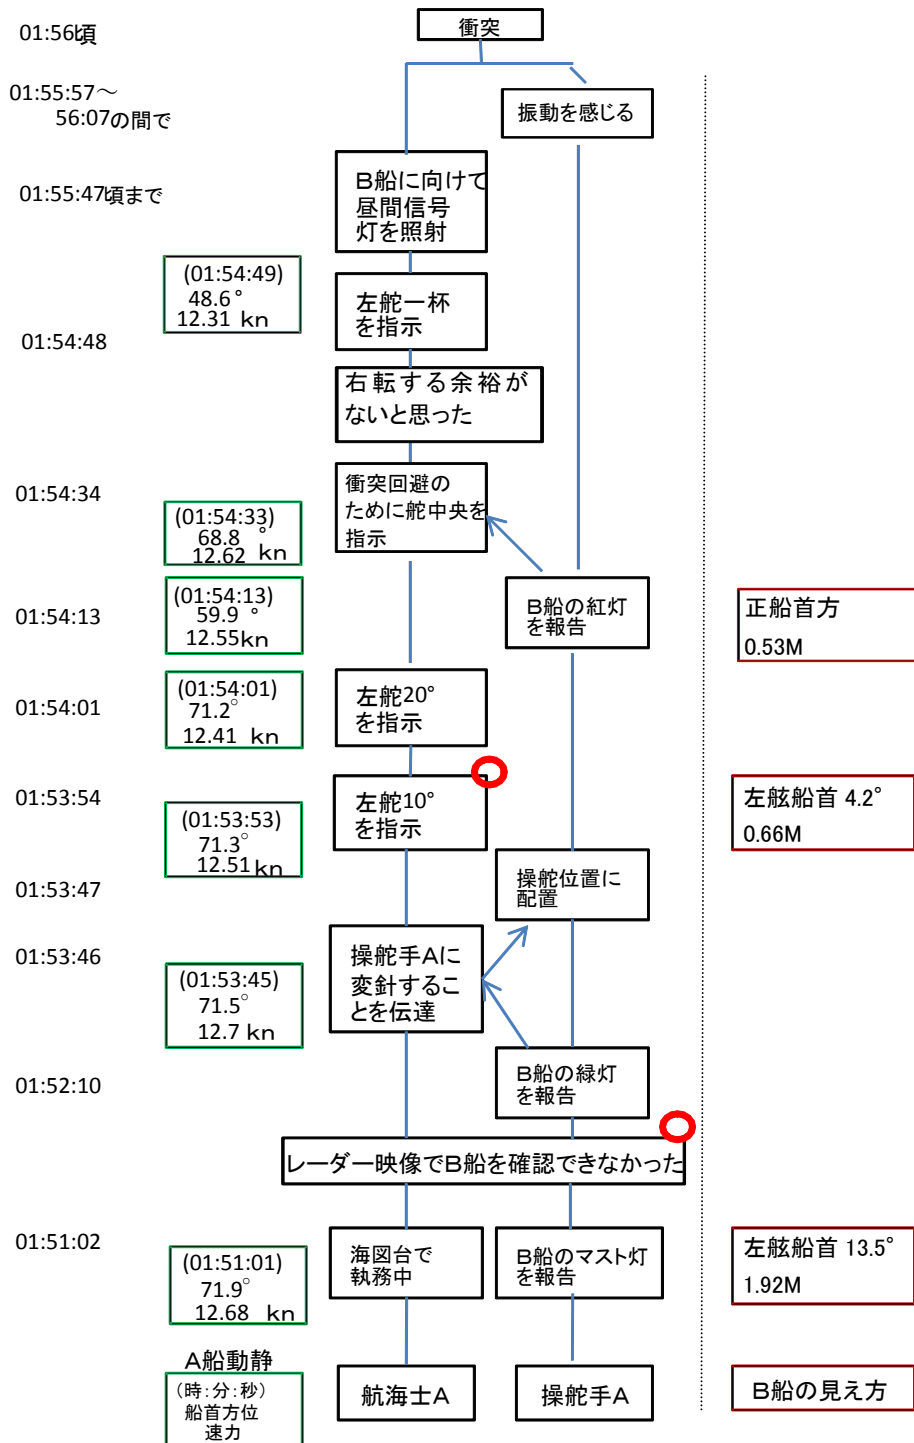 01:56頃
衝突
01:55:57～
56:07の間で
振動を感じる
01:55:47頃まで
B船に向けて
昼間信号
灯を照射
(01:54:49)
48.6°
12.31 kn
左舵一杯
を指示
01:54:48
右転する余裕が
ないと思った
01:54:34
衝突回避の
ために舵中央を
指示
(01:54:33)
68.8 °
12.62 kn
01:54:13
(01:54:13)
59.9 °
12.55kn
B船の紅灯
を報告
正船首方
0.53M
01:54:01
(01:54:01)
71.2°
12.41 kn
左舵20°
を指示
01:53:54
左舵10°
を指示
左舷船首 4.2°
0.66M
(01:53:53)
71.3°
12.51kn
01:53:47
操舵位置に
配置
01:53:46
操舵手Aに
変針するこ
とを伝達
(01:53:45)
71.5°
12.7 kn
01:52:10
B船の緑灯
を報告
レーダー映像でB船を確認できなかった
01:51:02
(01:51:01)
71.9°
12.68 kn
海図台で
執務中
B船のマスト灯
を報告
左舷船首 13.5°
1.92M
A船動静
（時：分：秒）
船首方位
速力
航海士A
操舵手A
B船の見え方